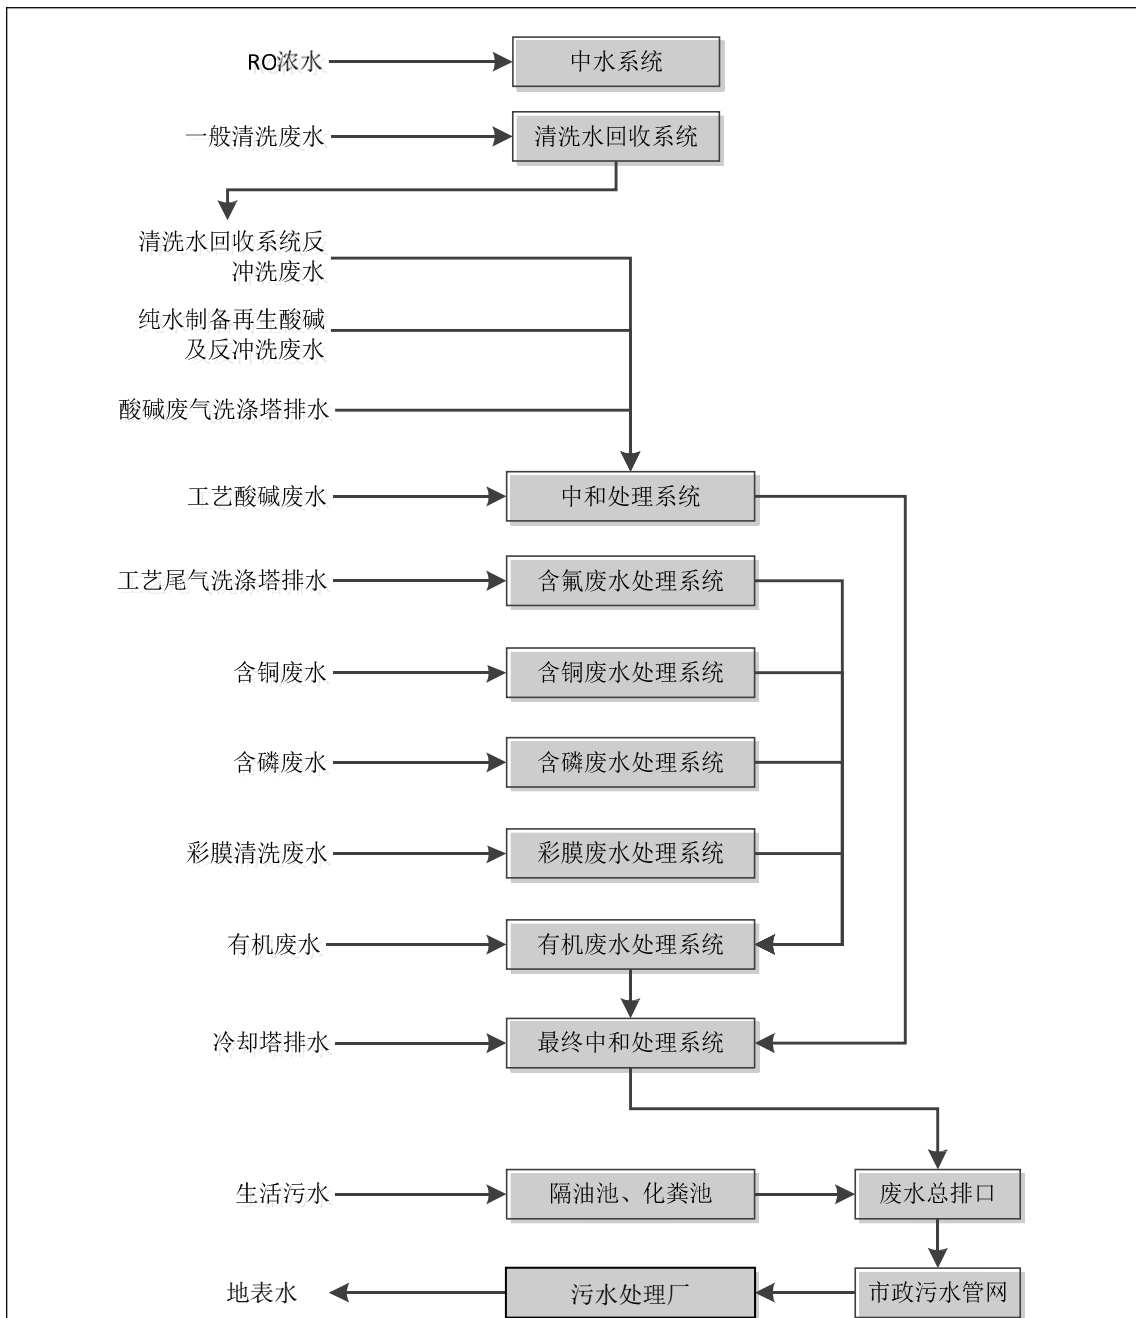 RO浓水
中水系统
一般清洗废水
清洗水回收系统
清洗水回收系统反
冲洗废水
纯水制备再生酸碱
及反冲洗废水
酸碱废气洗涤塔排水
工艺酸碱废水
中和处理系统
工艺尾气洗涤塔排水
含氟废水处理系统
含铜废水
含铜废水处理系统
含磷废水
含磷废水处理系统
彩膜清洗废水
彩膜废水处理系统
有机废水
有机废水处理系统
冷却塔排水
最终中和处理系统
生活污水
隔油池、化粪池
废水总排口
地表水
污水处理厂
市政污水管网